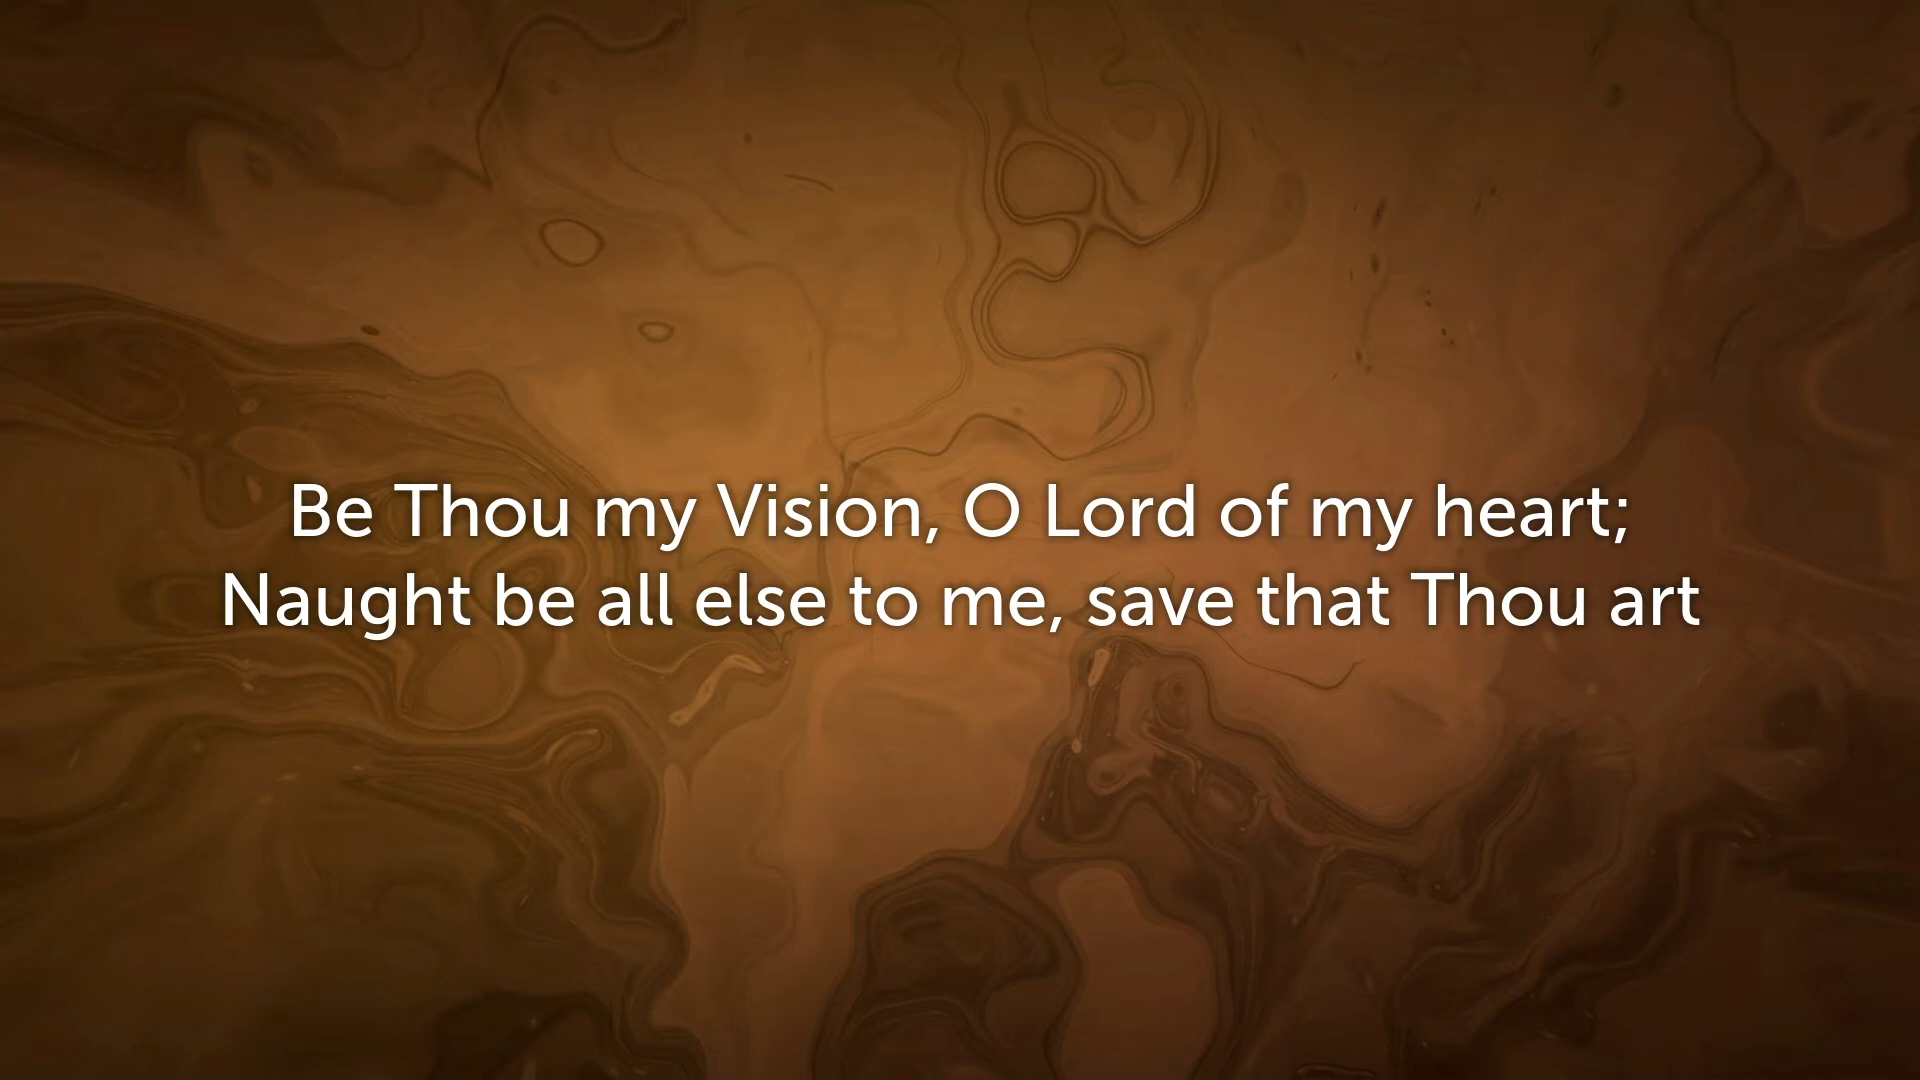 Be Thou my Vision, O Lord of my heart;
Naught be all else to me, save that Thou art